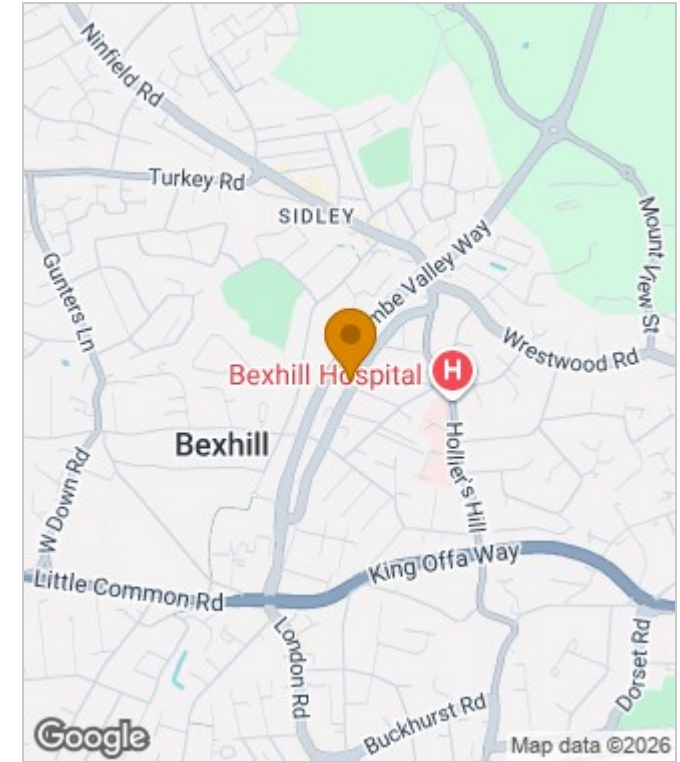 Ninfield Rd
Turkey Rd
SIDLEY
Gunters Ln
mbe Valley Way
Mount View St
Wrestwood Rd
Bexhill Hospital
H
Bexhill
Hollier's Hill
W Down Rd
King Offa Way
Little Common Rd
London Rd
Dorset Rd
Buckhurst Rd
Google
Map data ©2026